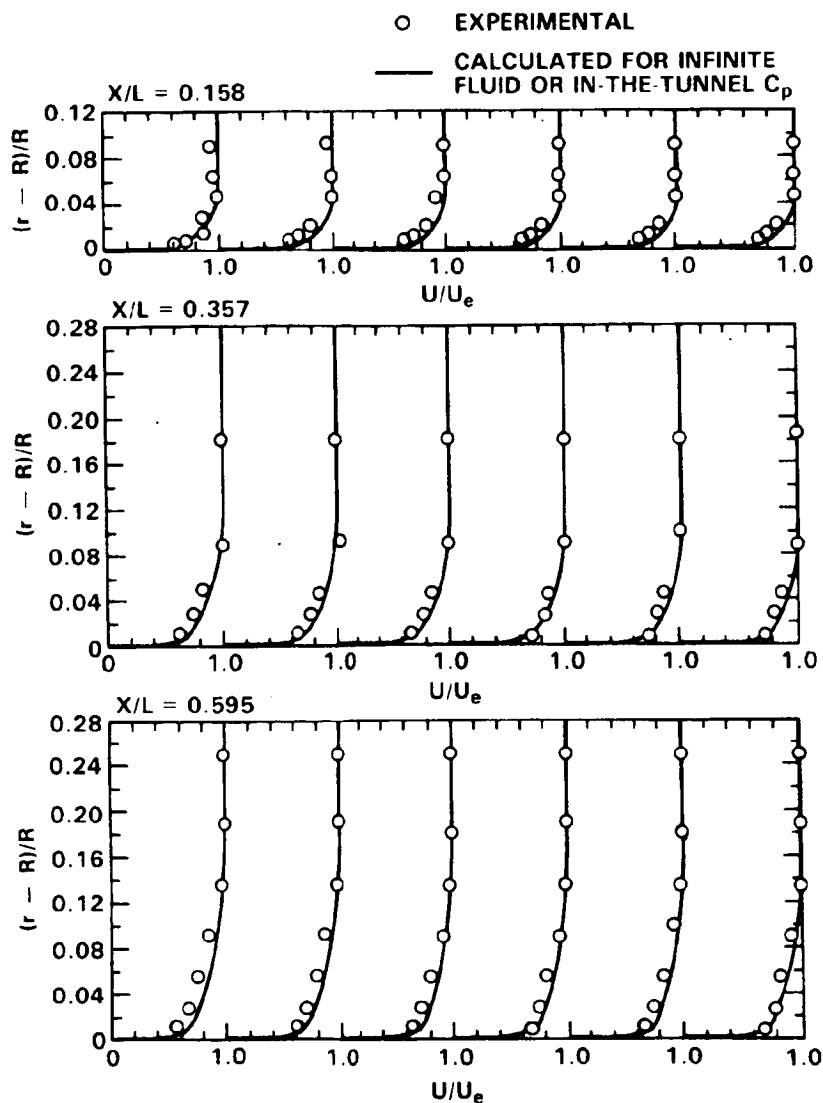 EXPERIMENTAL
CALCULATED FOR INFINITE
FLUID OR IN-THE-TUNNEL Cp
X/L = 0.158
0.12
0.08
0.04
0
(r − R)/R
0 1.0 1.0 1.0 1.0 1.0 1.0
U/Ue
X/L = 0.357
0.28
0.20
0.16
0.12
0.08
0.04
0
(r − R)/R
0 1.0 1.0 1.0 1.0 1.0 1.0
U/Ue
X/L = 0.595
0.28
0.24
0.20
0.16
0.12
0.08
0.04
0
(r − R)/R
0 1.0 1.0 1.0 1.0 1.0 1.0
U/Ue